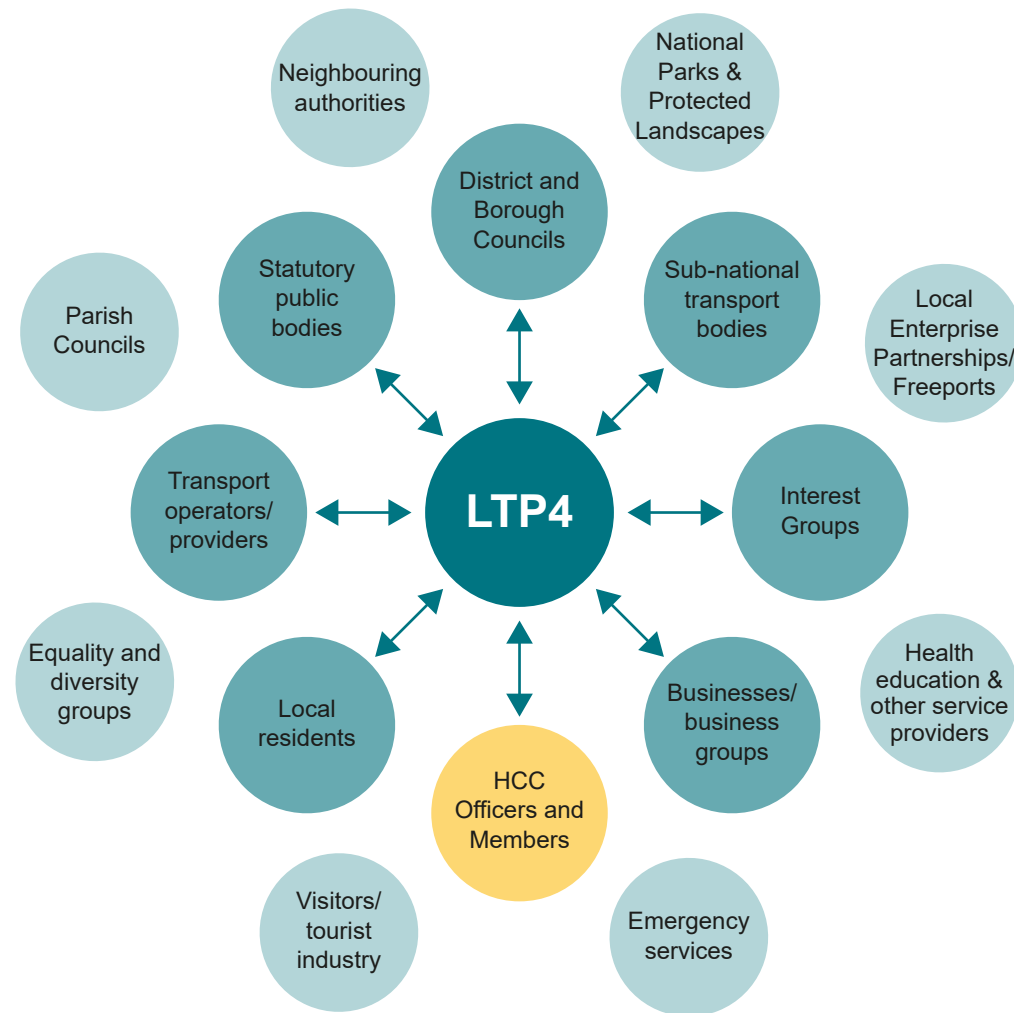 Neighbouring
authorities
National
Parks &
Protected
Landscapes
District and
Borough
Councils
Statutory
public
bodies
Sub-national
transport
bodies
Parish
Councils
Local
Enterprise
Partnerships/
Freeports
Transport
operators/
providers
LTP4
Interest
Groups
Equality and
diversity
groups
Local
residents
Businesses/
business
groups
Health
education &
other service
providers
HCC
Officers and
Members
Visitors/
tourist
industry
Emergency
services